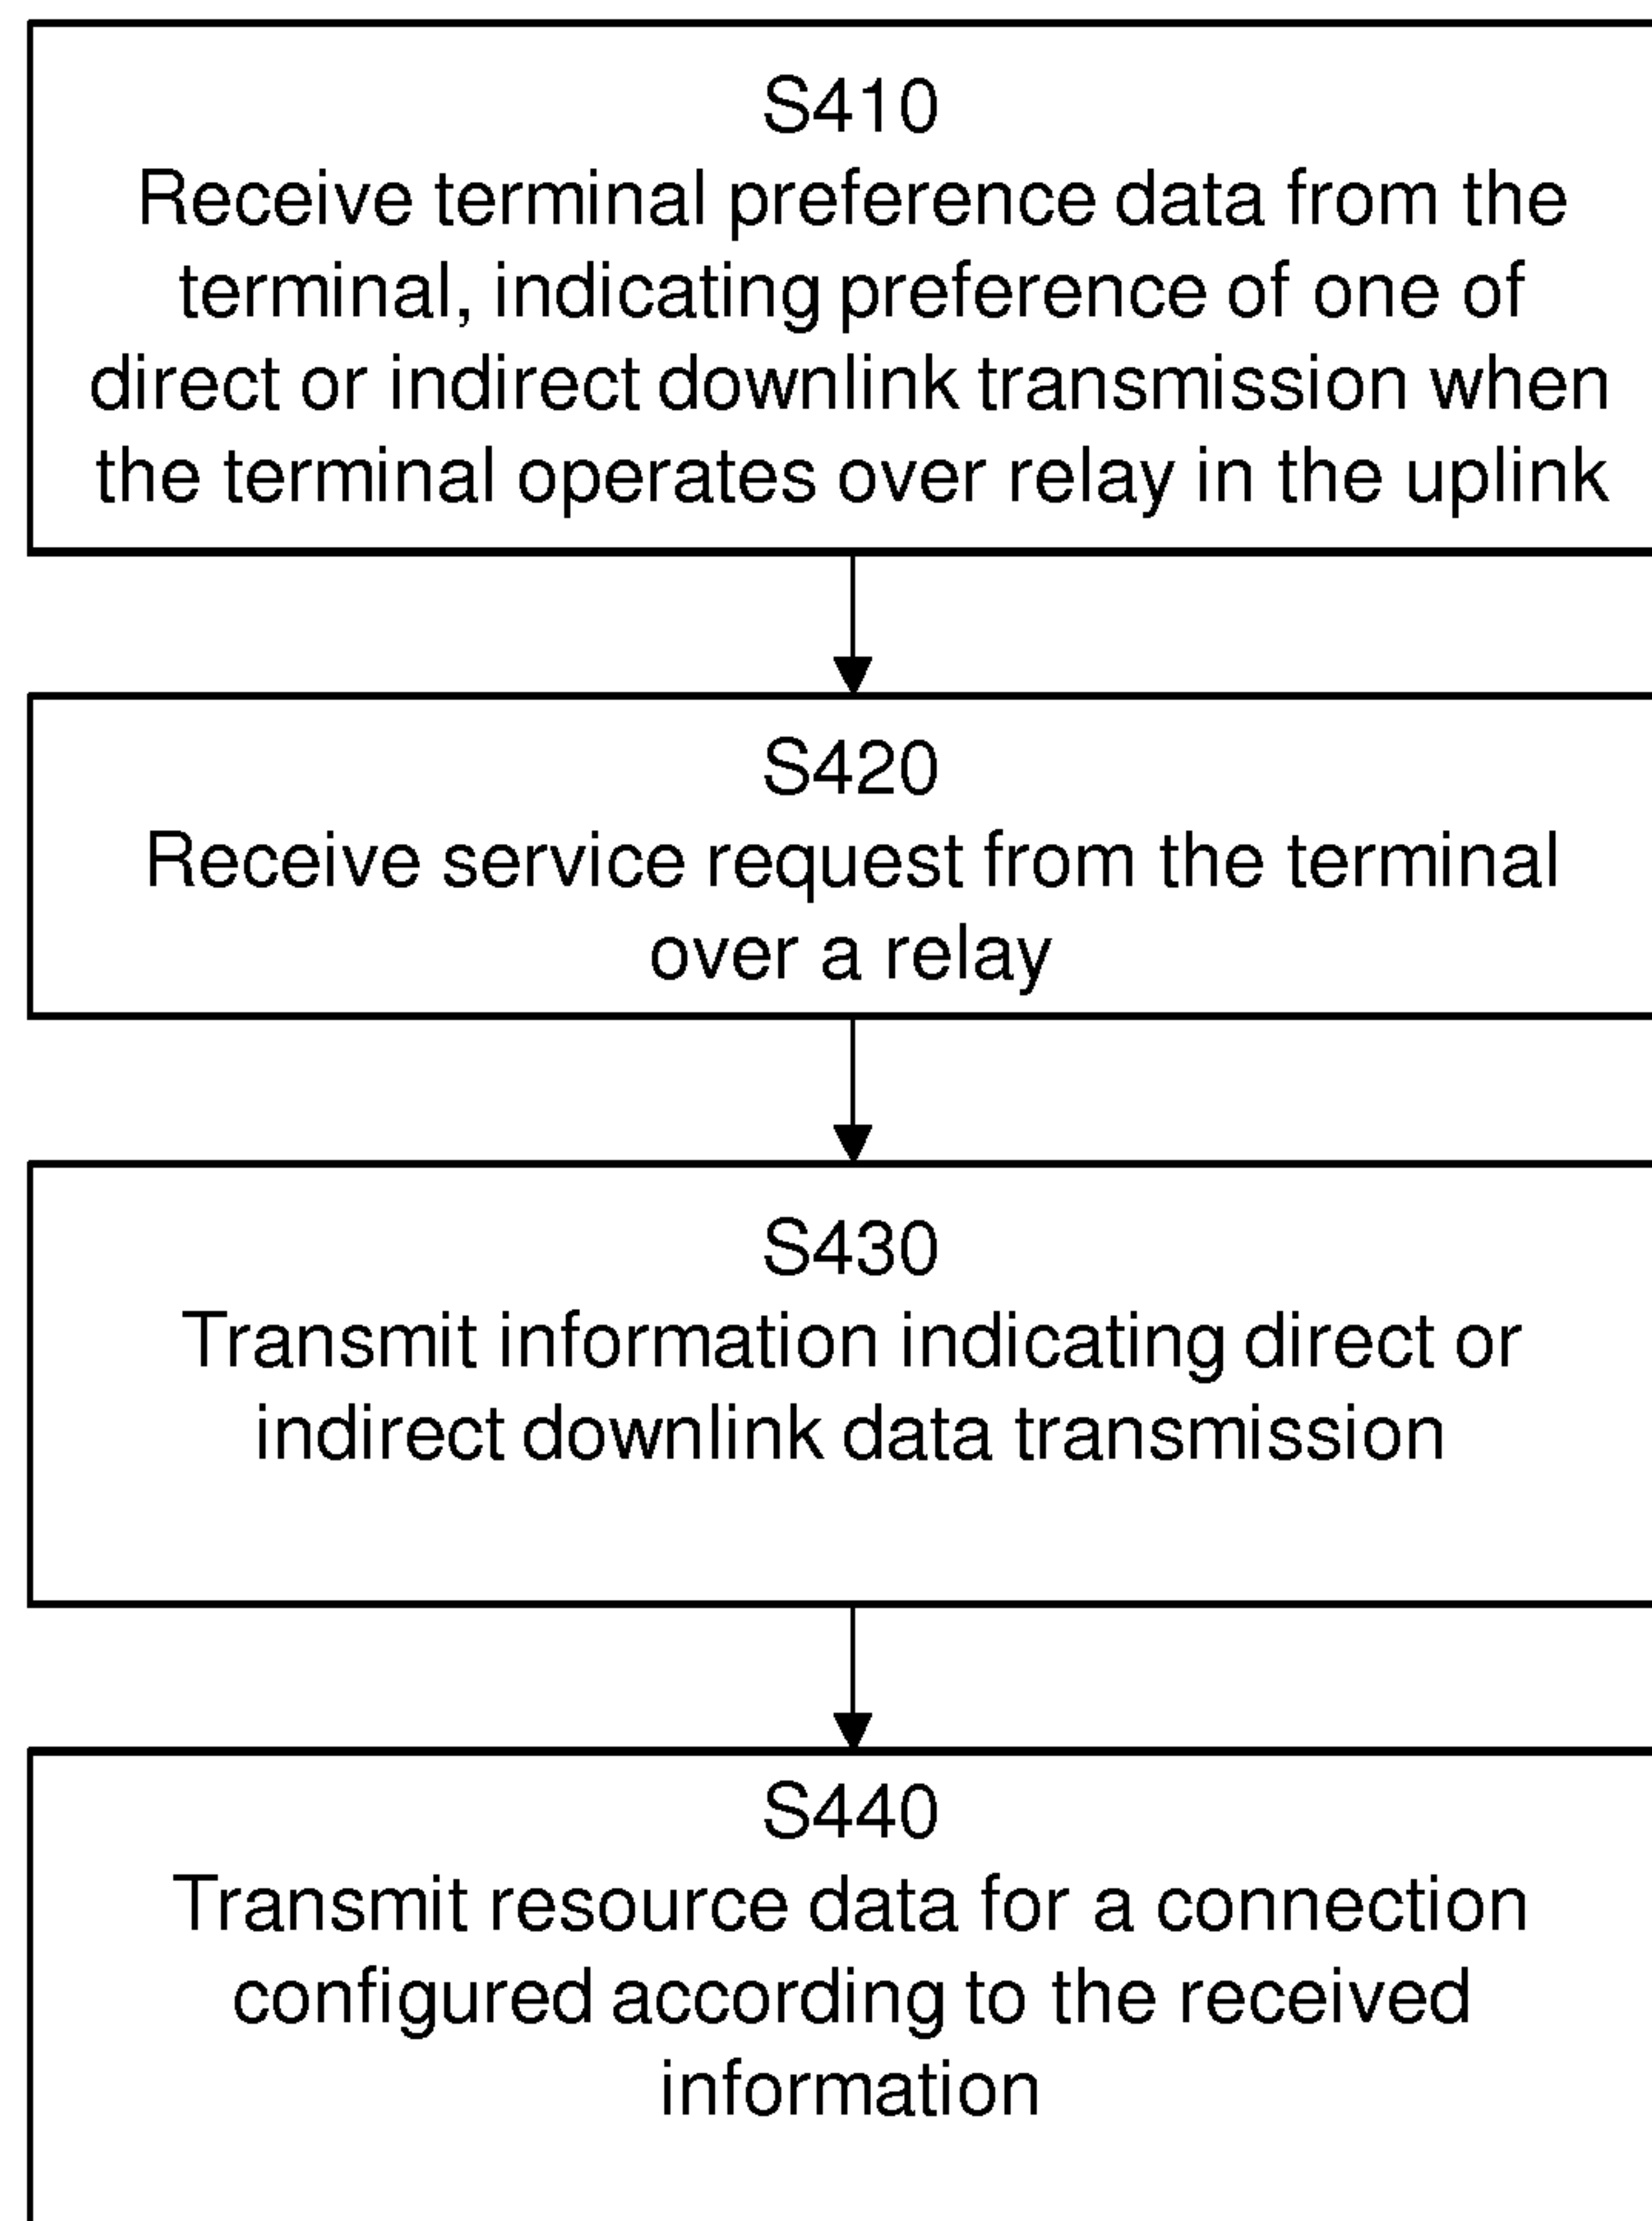 S410
Receive terminal preference data from the
terminal, indicating preference of one of
direct or indirect downlink transmission when
the terminal operates over relay in the uplink
S420
Receive service request from the terminal
over a relay
S430
Transmit information indicating direct or
indirect downlink data transmission
S440
Transmit resource data for a connection
configured according to the received
information